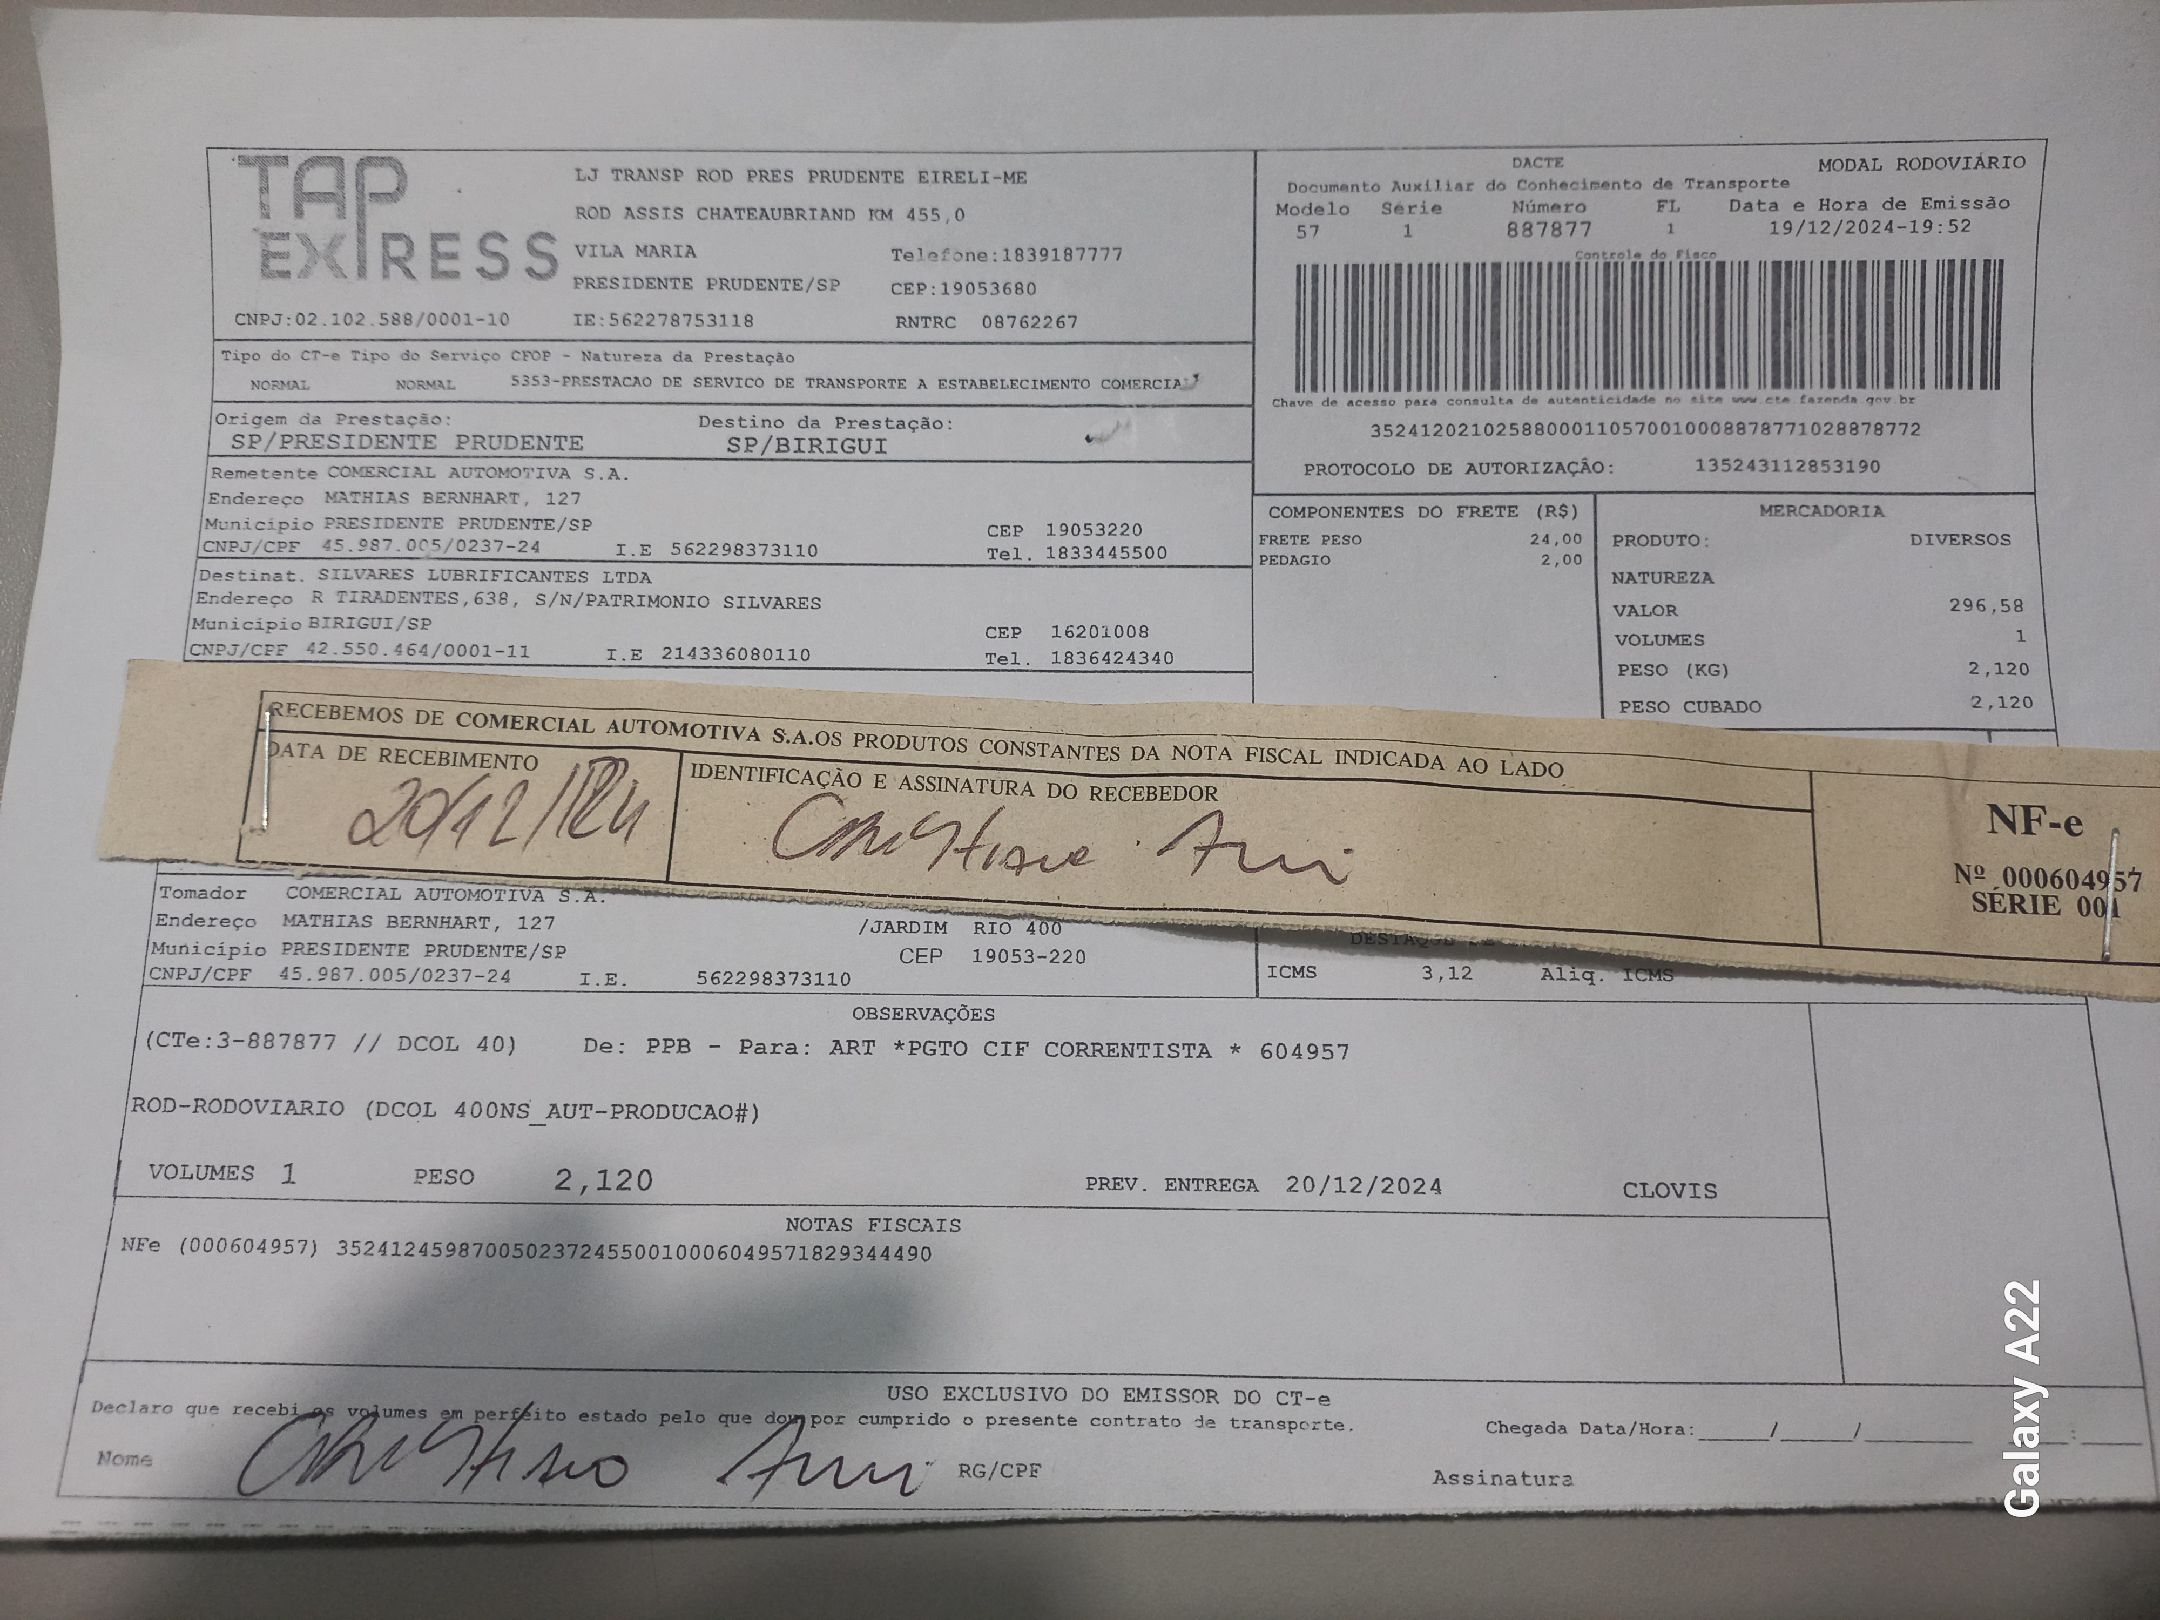 TAP
EXPRESS
LJ TRANSP ROD PRES PRUDENTE EIRELI-ME
ROD ASSIS CHATEAUBRIAND KM 455,0
VILA MARIA Telefone:1839187777
PRESIDENTE PRUDENTE/SP CEP:19053680
CNPJ:02.102.588/0001-10 IE:562278753118 RNTRC 08762267
DACTE MODAL RODOVIÁRIO
Documento Auxiliar do Conhecimento de Transporte
Modelo Série Número FL Data e Hora de Emissão
57 1 887877 1 19/12/2024-19:52
Controle do Fisco
Chave de acesso para consulta de autenticidade no site www.cte.fazenda.gov.br
35241202102588000110570010008878771028878772
PROTOCOLO DE AUTORIZAÇÃO: 135243112853190
Tipo do CT-e Tipo do Serviço CFOP - Natureza da Prestação
NORMAL NORMAL 5353-PRESTACAO DE SERVICO DE TRANSPORTE A ESTABELECIMENTO COMERCIAL
Origem da Prestação: Destino da Prestação:
SP/PRESIDENTE PRUDENTE SP/BIRIGUI
Remetente COMERCIAL AUTOMOTIVA S.A.
Endereço MATHIAS BERNHART, 127
Município PRESIDENTE PRUDENTE/SP CEP 19053220
CNPJ/CPF 45.987.005/0237-24 I.E 562298373110 Tel. 1833445500
Destinat. SILVARES LUBRIFICANTES LTDA
Endereço R TIRADENTES,638, S/N/PATRIMONIO SILVARES
Município BIRIGUI/SP CEP 16201008
CNPJ/CPF 42.550.464/0001-11 I.E 214336080110 Tel. 1836424340
COMPONENTES DO FRETE (R$)
FRETE PESO 24,00
PEDAGIO 2,00
MERCADORIA
PRODUTO: DIVERSOS
NATUREZA
VALOR 296,58
VOLUMES 1
PESO (KG) 2,120
PESO CUBADO 2,120
RECEBEMOS DE COMERCIAL AUTOMOTIVA S.A.OS PRODUTOS CONSTANTES DA NOTA FISCAL INDICADA AO LADO
DATA DE RECEBIMENTO IDENTIFICAÇÃO E ASSINATURA DO RECEBEDOR
20/12/
NF-e
Nº 000604957
SÉRIE 001
Tomador COMERCIAL AUTOMOTIVA S.A.
Endereço MATHIAS BERNHART, 127 /JARDIM RIO 400
Município PRESIDENTE PRUDENTE/SP CEP 19053-220
CNPJ/CPF 45.987.005/0237-24 I.E. 562298373110
ICMS 3,12 Aliq. ICMS
OBSERVAÇÕES
(CTe:3-887877 // DCOL 40) De: PPB - Para: ART *PGTO CIF CORRENTISTA * 604957
ROD-RODOVIARIO (DCOL 400NS_AUT-PRODUCAO#)
VOLUMES 1 PESO 2,120 PREV. ENTREGA 20/12/2024 CLOVIS
NOTAS FISCAIS
NFe (000604957) 35241245987005023724550010006049571829344490
USO EXCLUSIVO DO EMISSOR DO CT-e
Declaro que recebi os volumes em perfeito estado pelo que dou por cumprido o presente contrato de transporte.
Chegada Data/Hora:_____/_____/_______ ____:____
Nome RG/CPF Assinatura
Galaxy A22